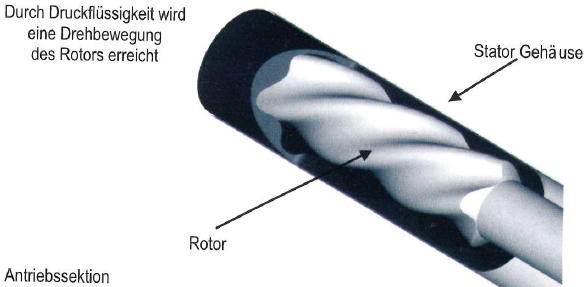 Durch Druckflüssigkeit wird
eine Drehbewegung
des Rotors erreicht
Stator Gehäuse
Rotor
Antriebssektion